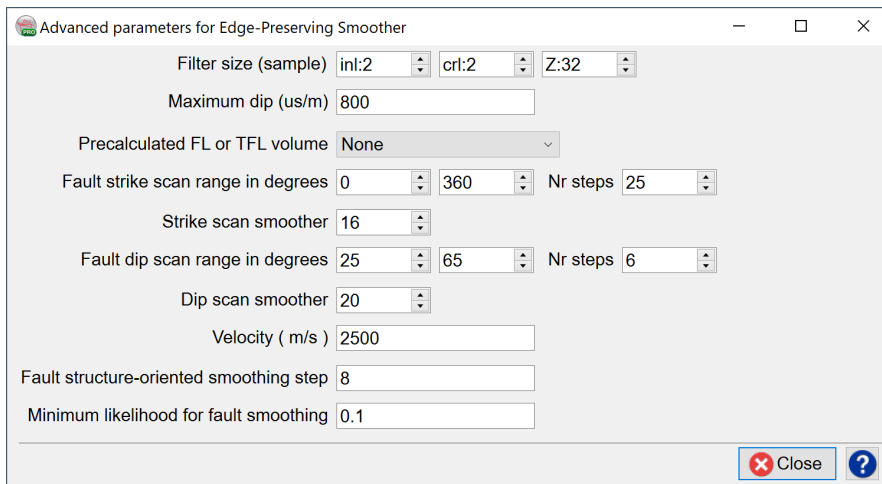 PRO Advanced parameters for Edge-Preserving Smoother
Filter size (sample) inl:2 crl:2 Z:32
Maximum dip (us/m) 800
Precalculated FL or TFL volume None
Fault strike scan range in degrees 0 360 Nr steps 25
Strike scan smoother 16
Fault dip scan range in degrees 25 65 Nr steps 6
Dip scan smoother 20
Velocity ( m/s ) 2500
Fault structure-oriented smoothing step 8
Minimum likelihood for fault smoothing 0.1
Close ?